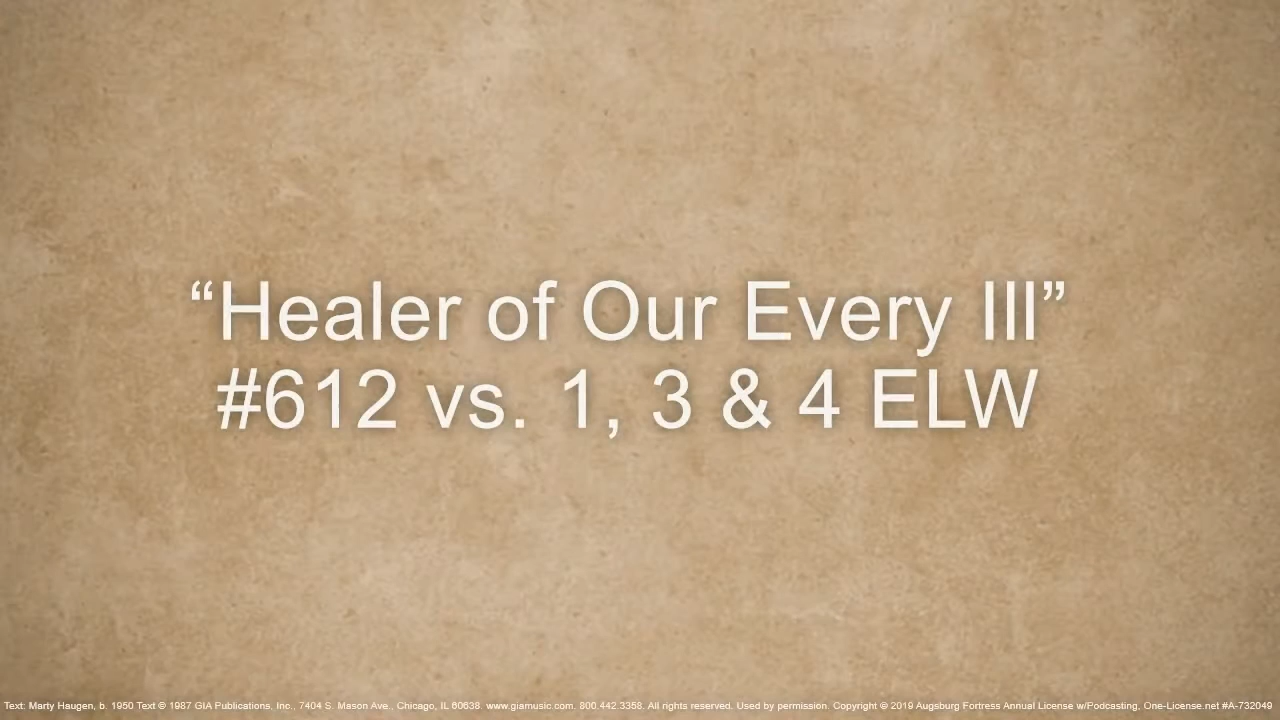 “Healer of Our Every Ill”
#612 vs. 1, 3 & 4 ELW
Text: Marty Haugen, b. 1950 Text © 1987 GIA Publications, Inc., 7404 S. Mason Ave., Chicago, IL 60638 www.giamusic.com. 800.442.3358. All rights reserved. Used by permission. Copyright © 2019 Augsburg Fortress Annual License w/Podcasting, One-License.net #A-732049